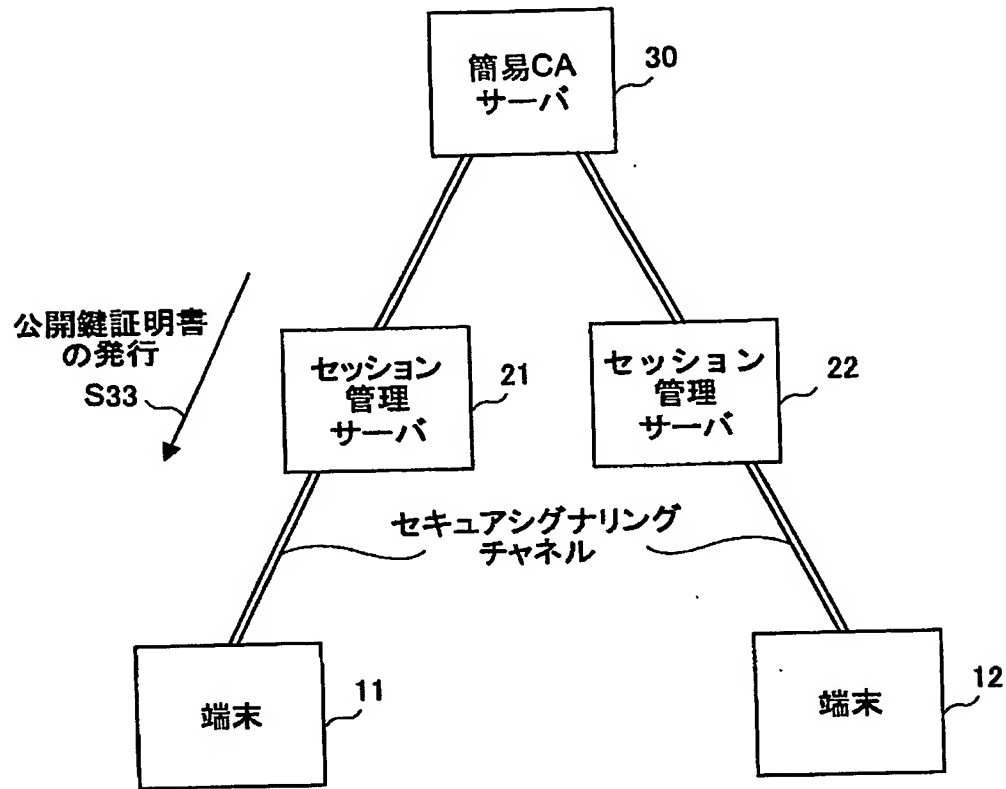 簡易CA
サーバ
30
公開鍵証明書
の発行
S33
セッション
管理
サーバ
21
セッション
管理
サーバ
22
セキュアシグナリング
チャネル
端末
11
端末
12